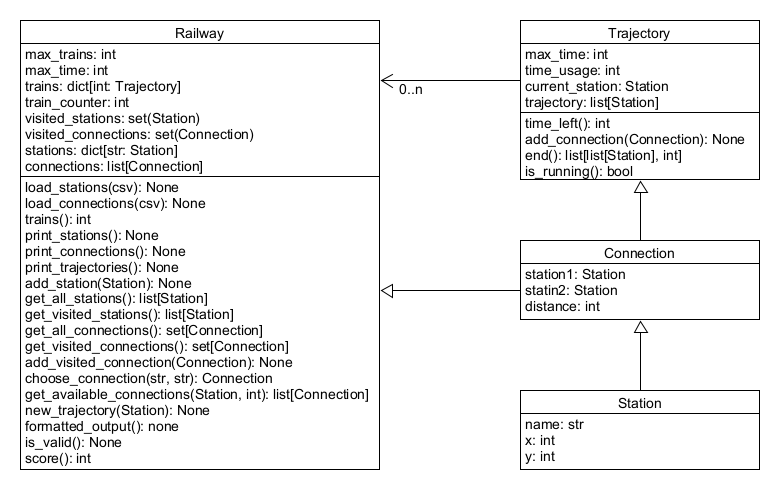 Railway
max_trains: int
max_time: int
trains: dict[int: Trajectory]
train_counter: int
visited_stations: set(Station)
visited_connections: set(Connection)
stations: dict[str: Station]
connections: list[Connection]
load_stations(csv): None
load_connections(csv): None
trains(): int
print_stations(): None
print_connections(): None
print_trajectories(): None
add_station(Station): None
get_all_stations(): list[Station]
get_visited_stations(): list[Station]
get_all_connections(): set[Connection]
get_visited_connections(): set[Connection]
add_visited_connection(Connection): None
choose_connection(str, str): Connection
get_available_connections(Station, int): list[Connection]
new_trajectory(Station): None
formatted_output(): none
is_valid(): None
score(): int
0..n
Trajectory
max_time: int
time_usage: int
current_station: Station
trajectory: list[Station]
time_left(): int
add_connection(Connection): None
end(): list[list[Station], int]
is_running(): bool
Connection
station1: Station
statin2: Station
distance: int
Station
name: str
x: int
y: int